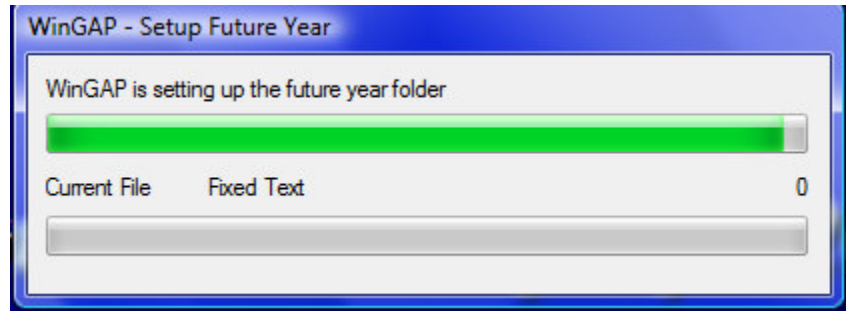 WinGAP - Setup Future Year
WinGAP is setting up the future year folder
Current File Fixed Text 0